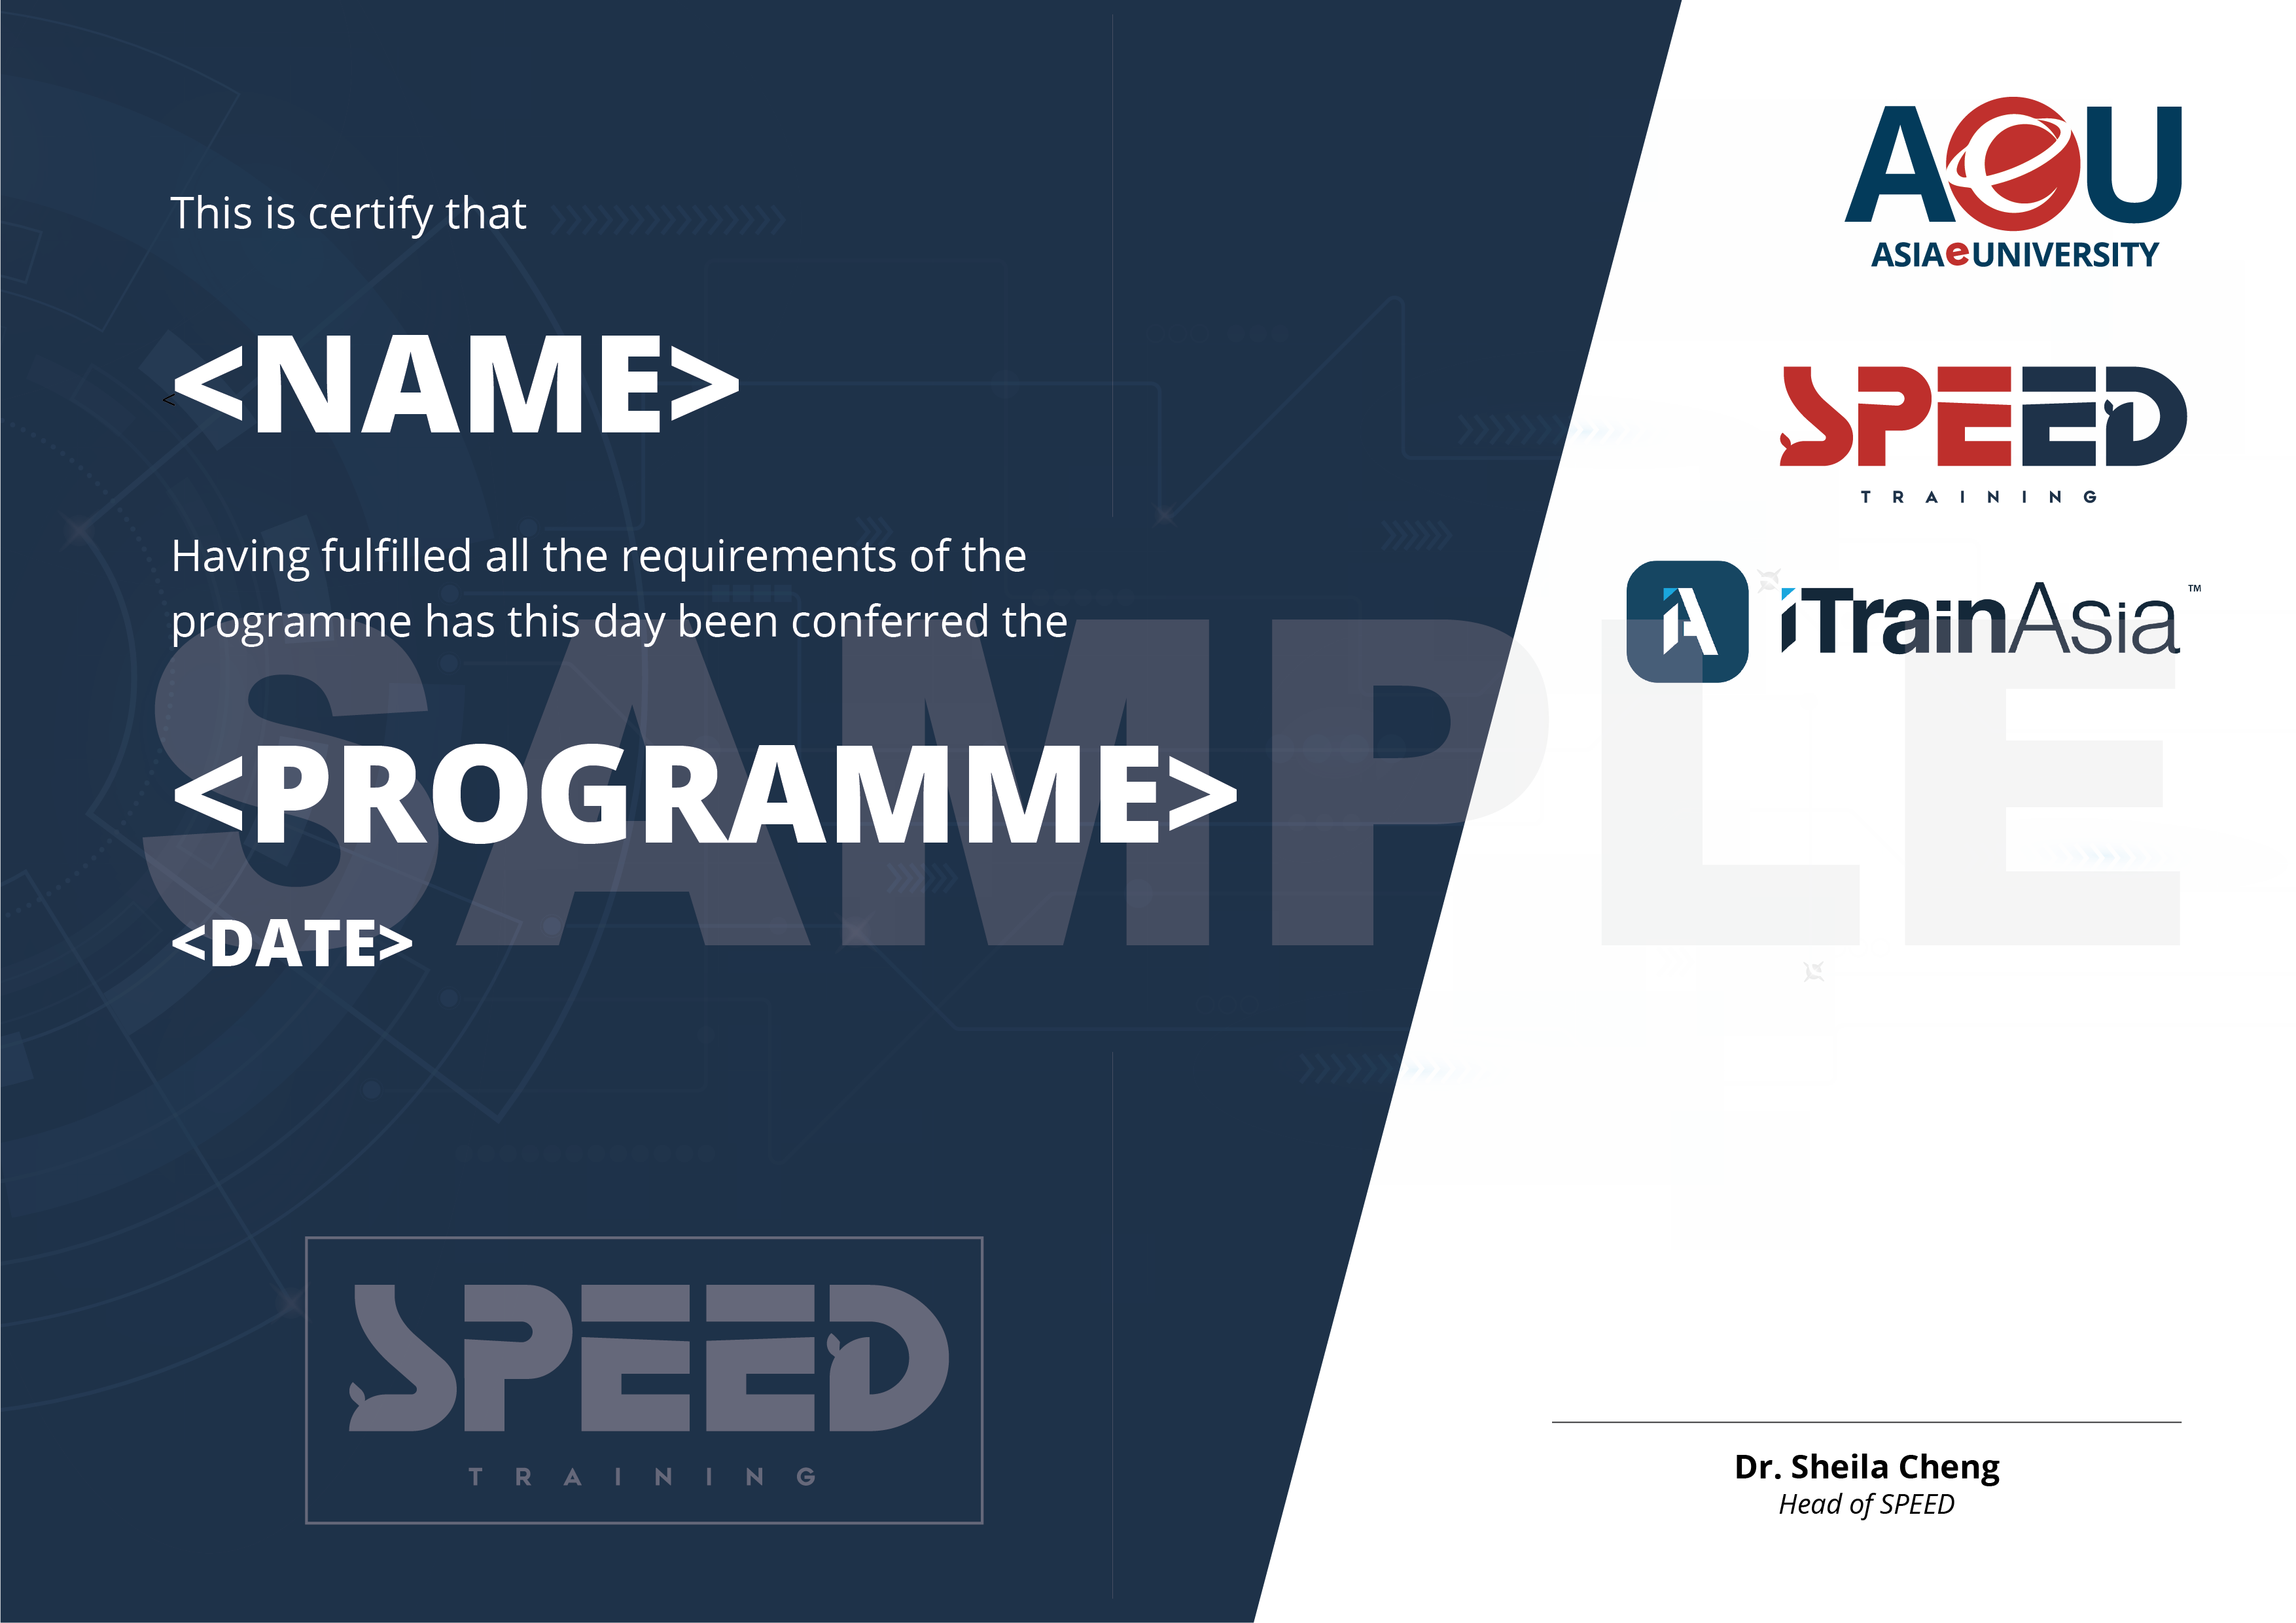 This is certify that
<NAME>
<
Having fulfilled all the requirements of the
programme has this day been conferred the
<PROGRAMME>
<DATE>
SAMPLE
SPEED
TRAINING
AeU
ASIAeUNIVERSITY
SPEED
TRAINING
A iTrainAsia™
Dr. Sheila Cheng
Head of SPEED